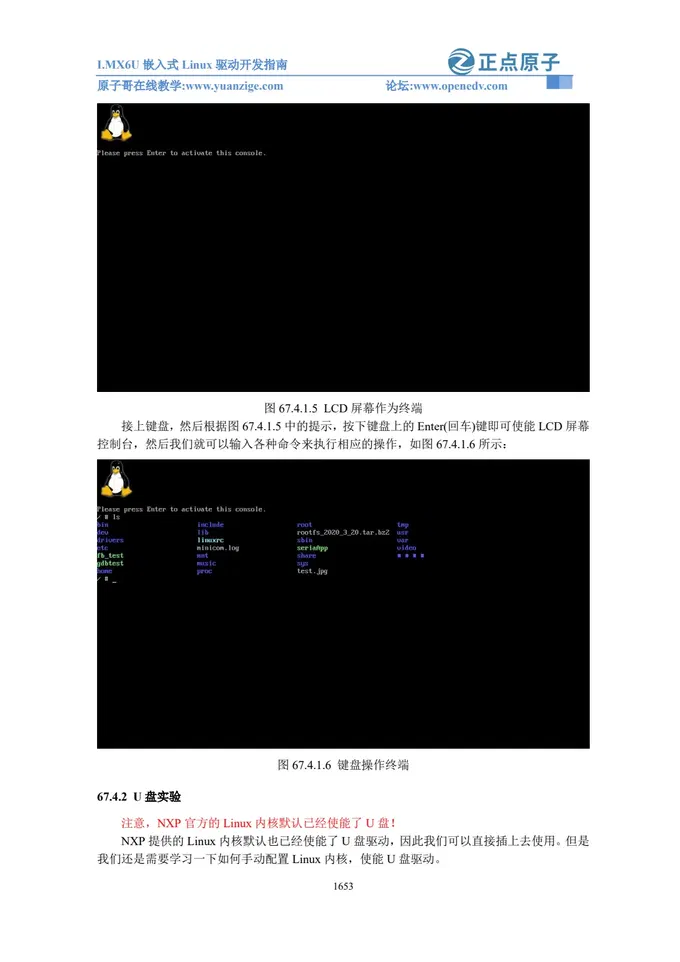 I.MX6U 嵌入式 Linux 驱动开发指南
正点原子
原子哥在线教学:www.yuanzige.com 论坛:www.openedv.com
Please press Enter to activate this console.
图 67.4.1.5 LCD 屏幕作为终端
接上键盘，然后根据图 67.4.1.5 中的提示，按下键盘上的 Enter(回车)键即可使能 LCD 屏幕
控制台，然后我们就可以输入各种命令来执行相应的操作，如图 67.4.1.6 所示：
Please press Enter to activate this console.
/ # ls
bin include root tmp
dev lib rootfs_2020_3_20.tar.bz2 usr
drivers linuxrc sbin var
etc minicom.log serialApp video
fb_test mnt share
gdbtest music sys
home proc test.jpg
/ # _
图 67.4.1.6 键盘操作终端
67.4.2 U 盘实验
注意，NXP 官方的 Linux 内核默认已经使能了 U 盘！
NXP 提供的 Linux 内核默认也已经使能了 U 盘驱动，因此我们可以直接插上去使用。但是
我们还是需要学习一下如何手动配置 Linux 内核，使能 U 盘驱动。
1653